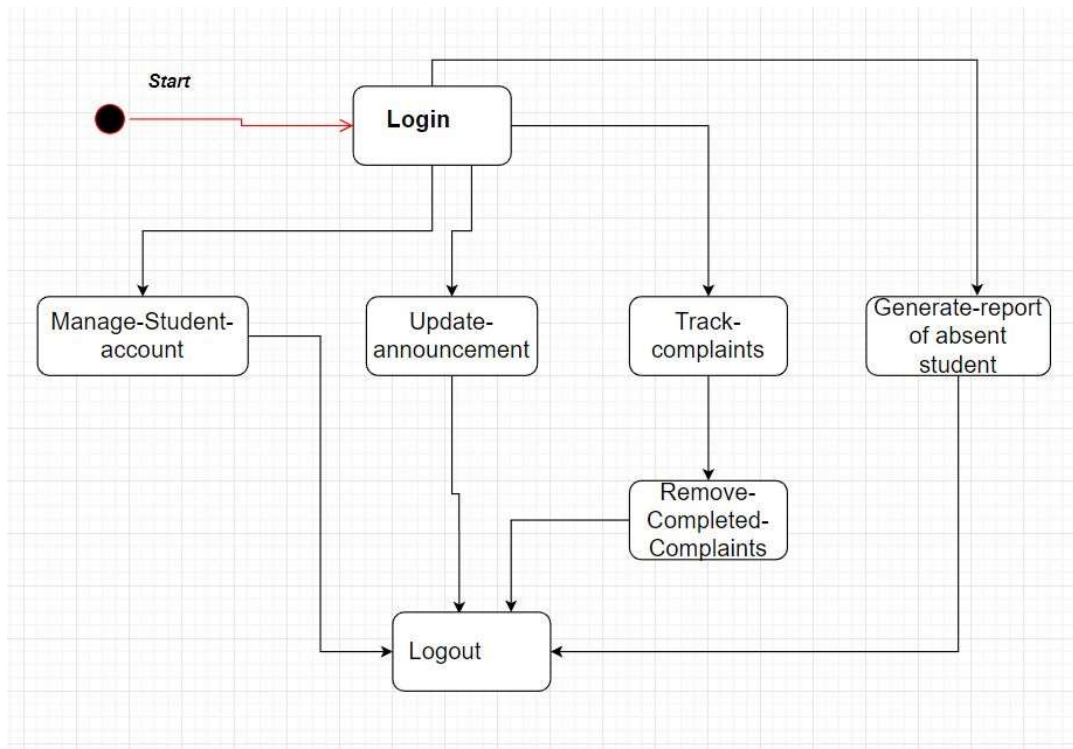 Start
Login
Manage-Student-
account
Update-
announcement
Track-
complaints
Generate-report
of absent
student
Remove-
Completed-
Complaints
Logout